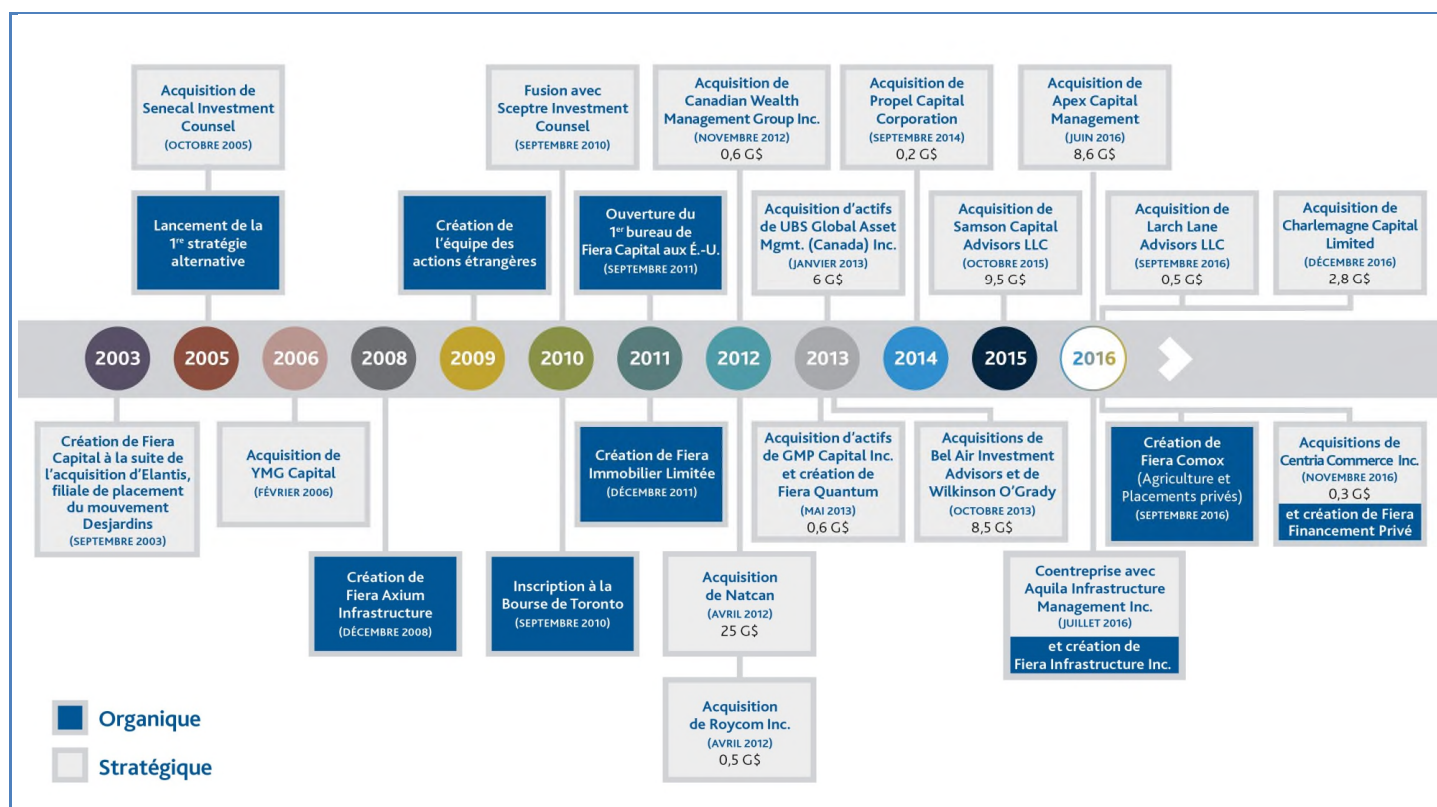 Acquisition de
Senecal Investment
Counsel
(OCTOBRE 2005)
Fusion avec
Sceptre Investment
Counsel
(SEPTEMBRE 2010)
Acquisition de
Canadian Wealth
Management Group Inc.
(NOVEMBRE 2012)
0,6 G$
Acquisition de
Propel Capital
Corporation
(SEPTEMBRE 2014)
0,2 G$
Acquisition de
Apex Capital
Management
(JUIN 2016)
8,6 G$
Lancement de la
1re stratégie
alternative
Création de
l'équipe des
actions étrangères
Ouverture du
1er bureau de
Fiera Capital aux É.-U.
(SEPTEMBRE 2011)
Acquisition d'actifs
de UBS Global Asset
Mgmt. (Canada) Inc.
(JANVIER 2013)
6 G$
Acquisition de
Samson Capital
Advisors LLC
(OCTOBRE 2015)
9,5 G$
Acquisition de
Larch Lane
Advisors LLC
(SEPTEMBRE 2016)
0,5 G$
Acquisition de
Charlemagne Capital
Limited
(DÉCEMBRE 2016)
2,8 G$
2003 2005 2006 2008 2009 2010 2011 2012 2013 2014 2015 2016
Création de Fiera
Capital à la suite de
l'acquisition d'Elantis,
filiale de placement
du mouvement
Desjardins
(SEPTEMBRE 2003)
Acquisition de
YMG Capital
(FÉVRIER 2006)
Création de Fiera
Immobilier Limitée
(DÉCEMBRE 2011)
Acquisition d'actifs
de GMP Capital Inc.
et création de
Fiera Quantum
(MAI 2013)
0,6 G$
Acquisitions de
Bel Air Investment
Advisors et de
Wilkinson O'Grady
(OCTOBRE 2013)
8,5 G$
Création de
Fiera Comox
(Agriculture et
Placements privés)
(SEPTEMBRE 2016)
Acquisitions de
Centria Commerce Inc.
(NOVEMBRE 2016)
0,3 G$
et création de Fiera
Financement Privé
Création de
Fiera Axium
Infrastructure
(DÉCEMBRE 2008)
Inscription à la
Bourse de Toronto
(SEPTEMBRE 2010)
Acquisition
de Natcan
(AVRIL 2012)
25 G$
Coentreprise avec
Aquila Infrastructure
Management Inc.
(JUILLET 2016)
et création de
Fiera Infrastructure Inc.
Acquisition
de Roycom Inc.
(AVRIL 2012)
0,5 G$
Organique
Stratégique